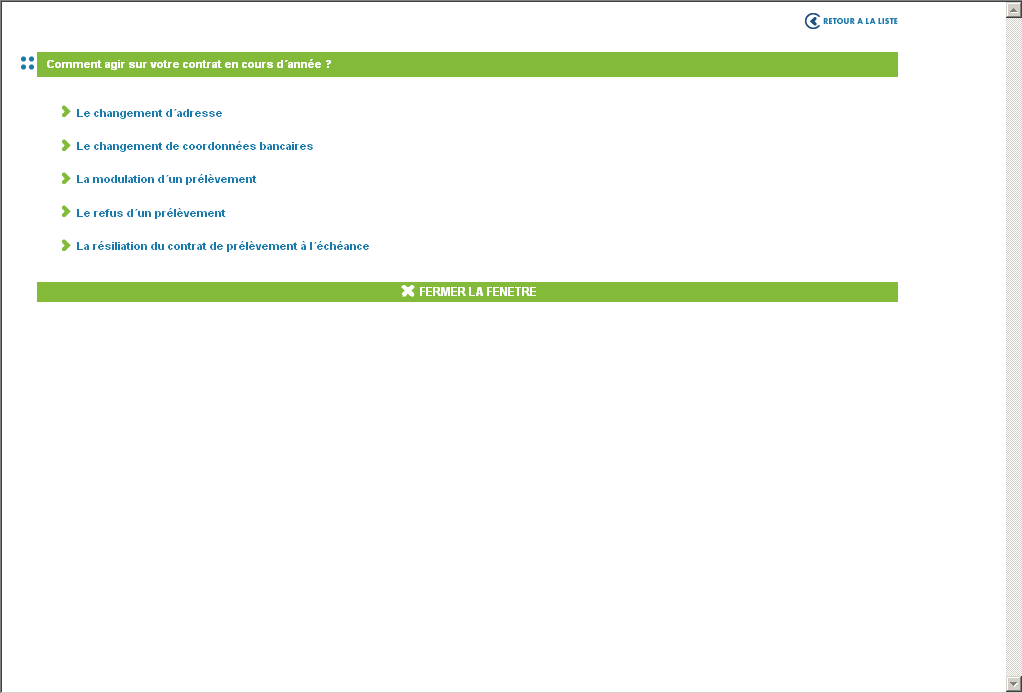 RETOUR A LA LISTE
Comment agir sur votre contrat en cours d´année ?
Le changement d´adresse
Le changement de coordonnées bancaires
La modulation d´un prélèvement
Le refus d´un prélèvement
La résiliation du contrat de prélèvement à l´échéance
FERMER LA FENETRE